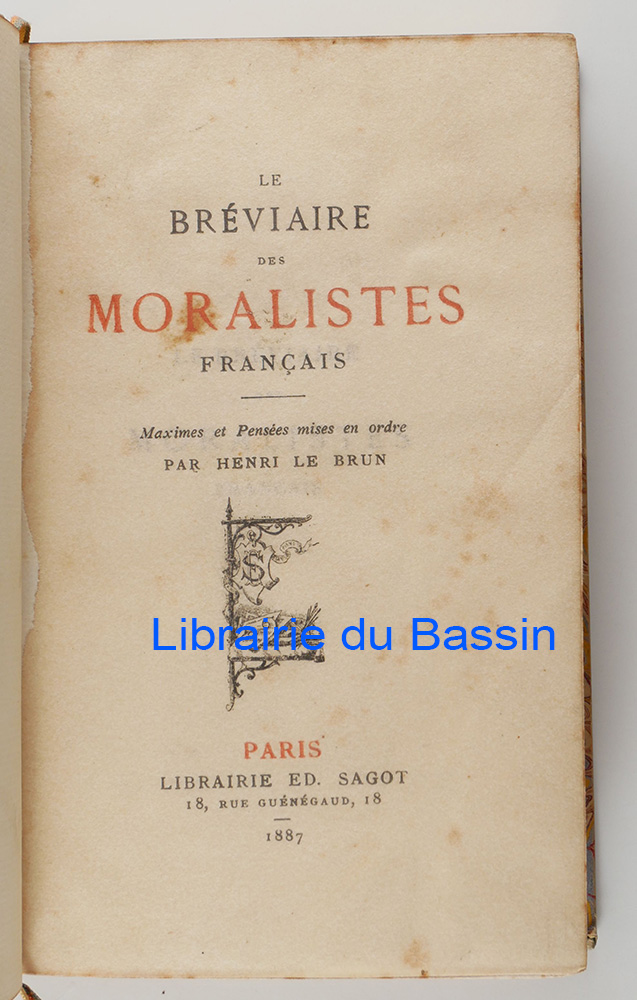 LE
BRÉVIAIRE
DES
MORALISTES
FRANÇAIS
Maximes et Pensées mises en ordre
PAR HENRI LE BRUN
Librairie du Bassin
PARIS
LIBRAIRIE ED. SAGOT
18, RUE GUÉNÉGAUD, 18
1887